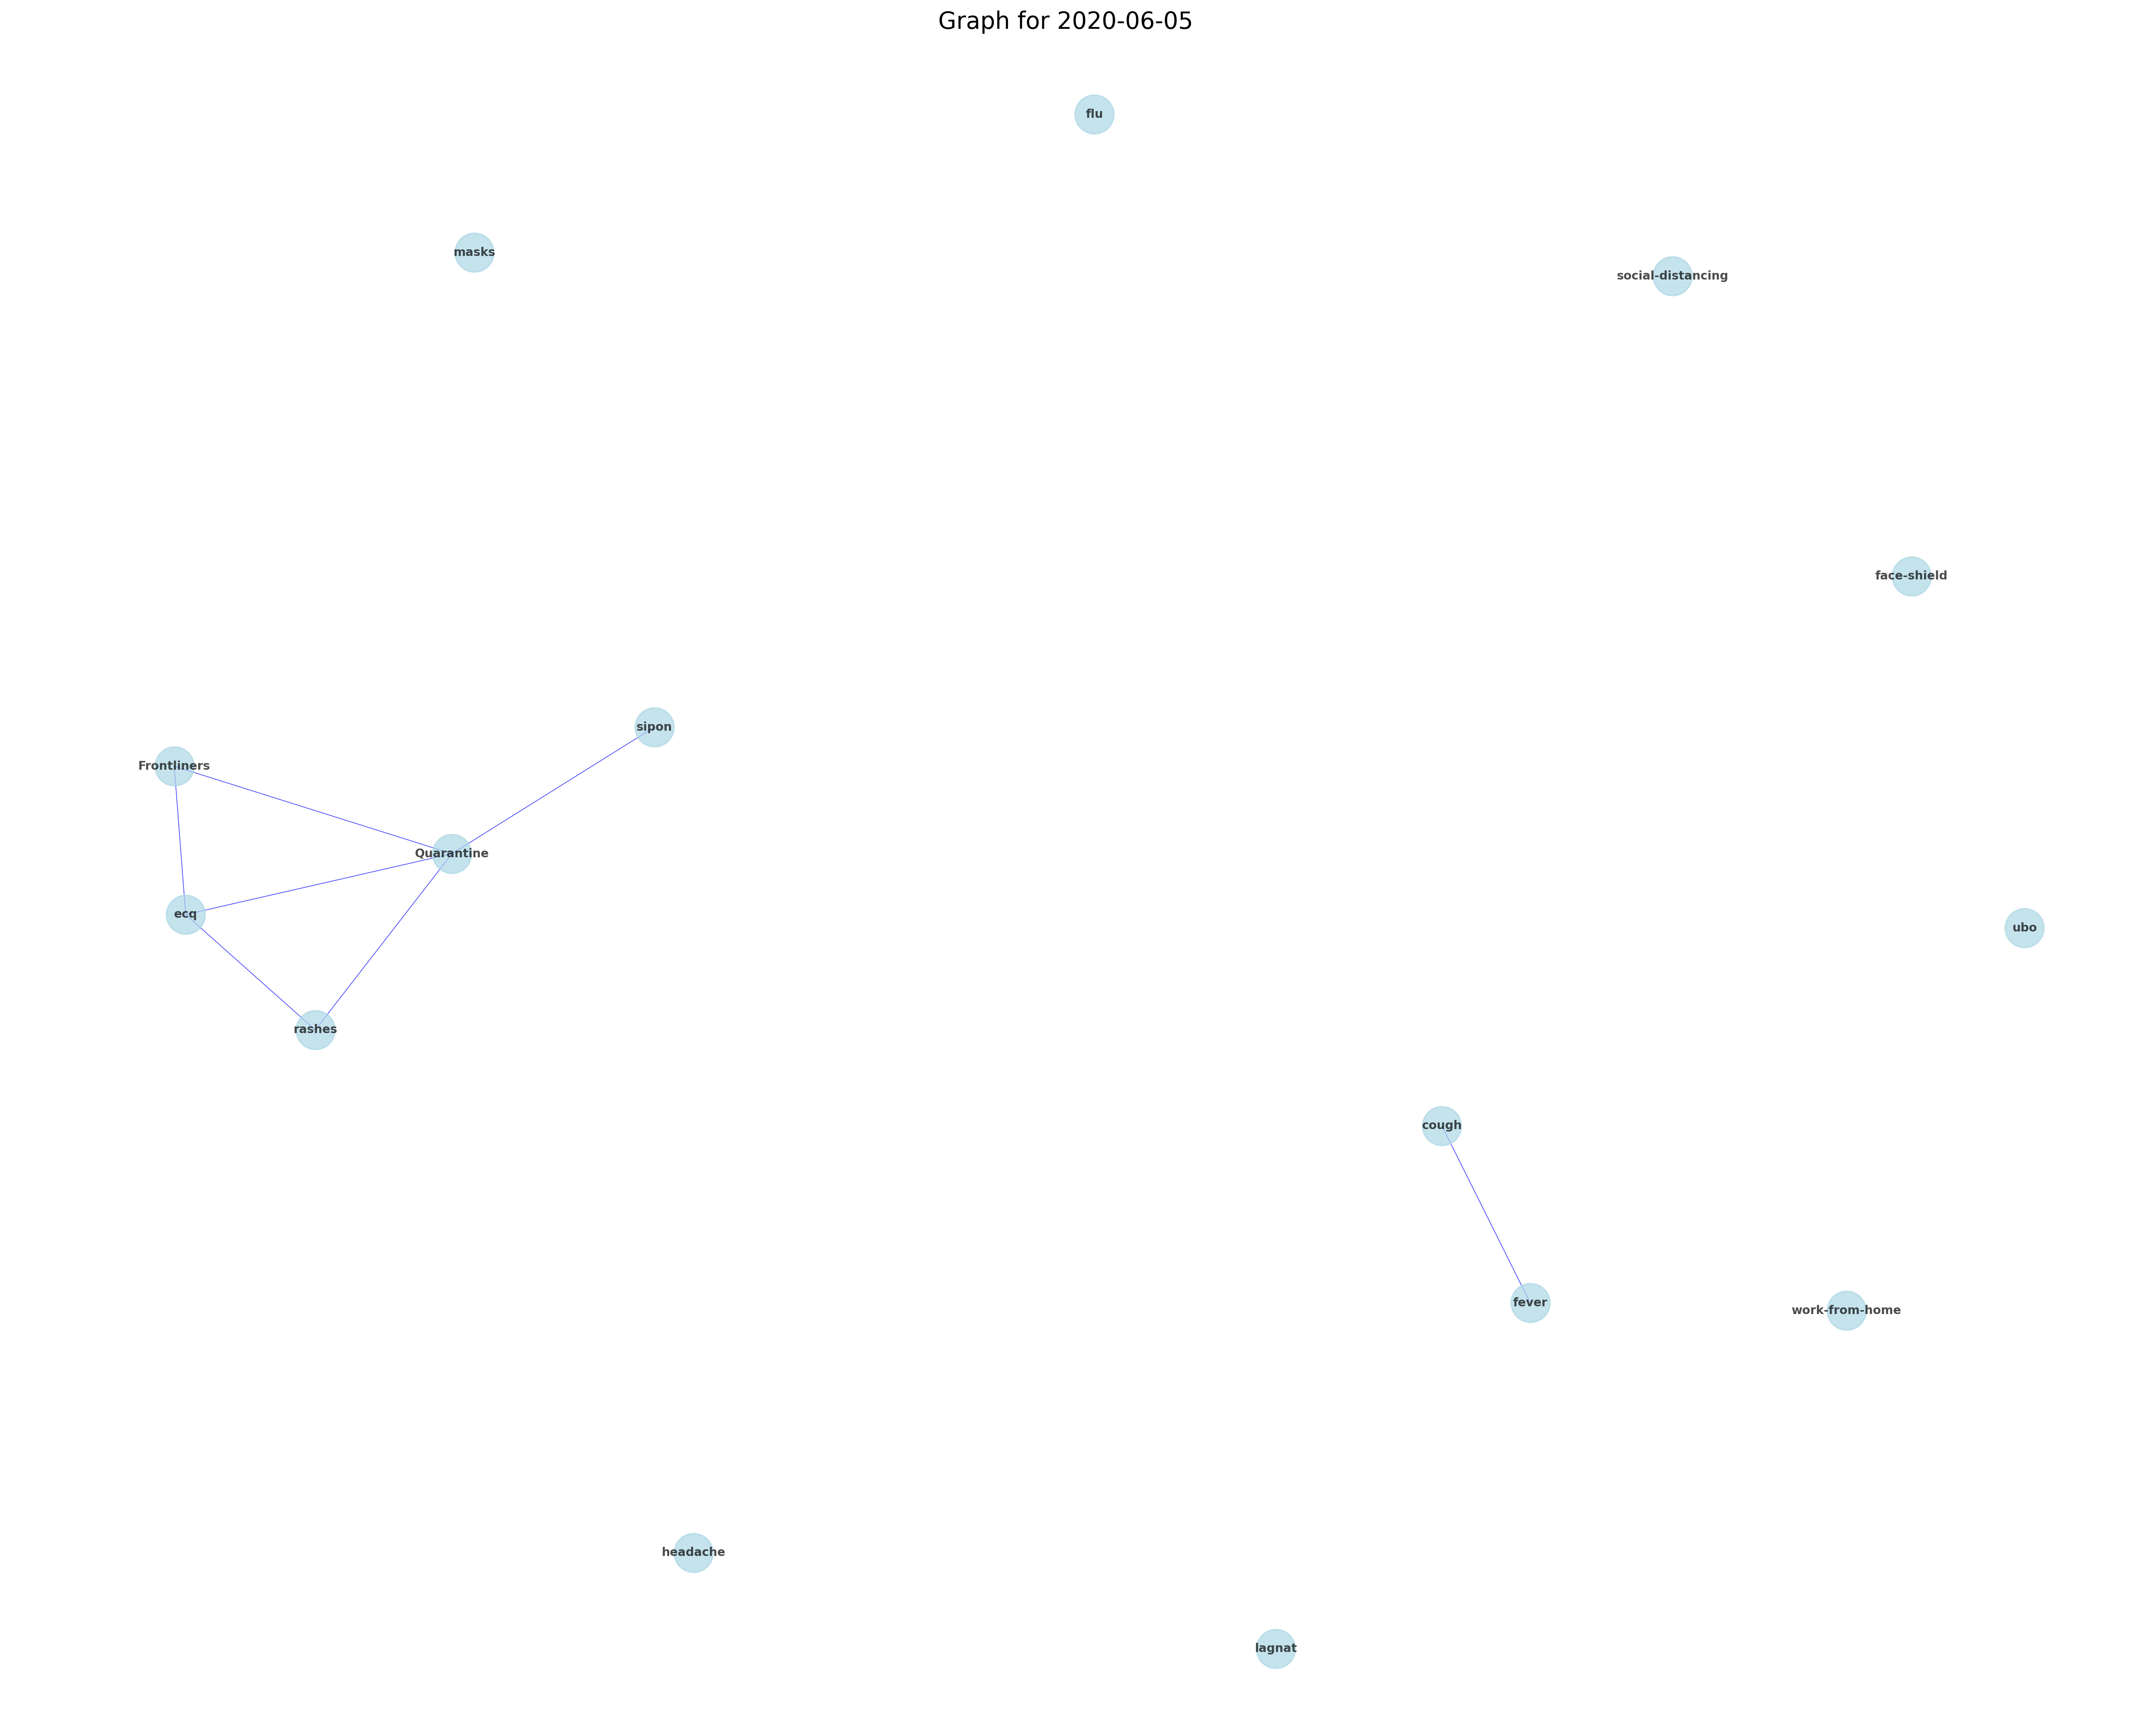 Graph for 2020-06-05
flu
masks
social-distancing
face-shield
sipon
Frontliners
Quarantine
ecq
ubo
rashes
cough
fever
work-from-home
headache
lagnat